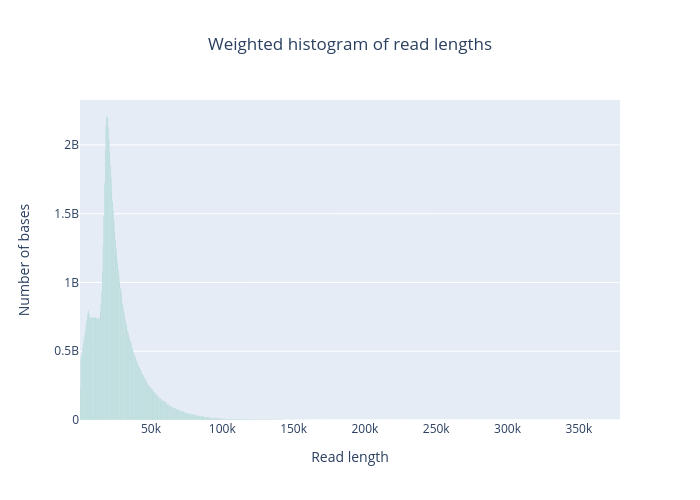 Weighted histogram of read lengths
Number of bases
2B
1.5B
1B
0.5B
0
50k 100k 150k 200k 250k 300k 350k
Read length